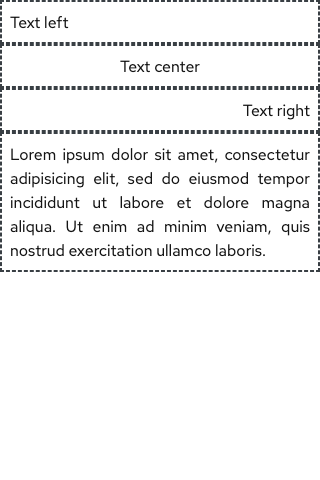 Text left
Text center
Text right
Lorem ipsum dolor sit amet, consectetur
adipisicing elit, sed do eiusmod tempor
incididunt ut labore et dolore magna
aliqua. Ut enim ad minim veniam, quis
nostrud exercitation ullamco laboris.